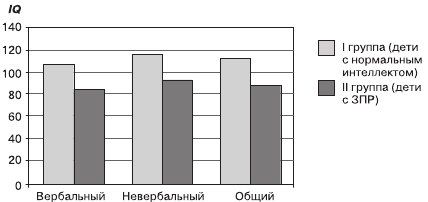 IQ
140
120
100
80
60
40
20
0
Вербальный Невербальный Общий
I группа (дети
с нормальным
интеллектом)
II группа (дети
с ЗПР)